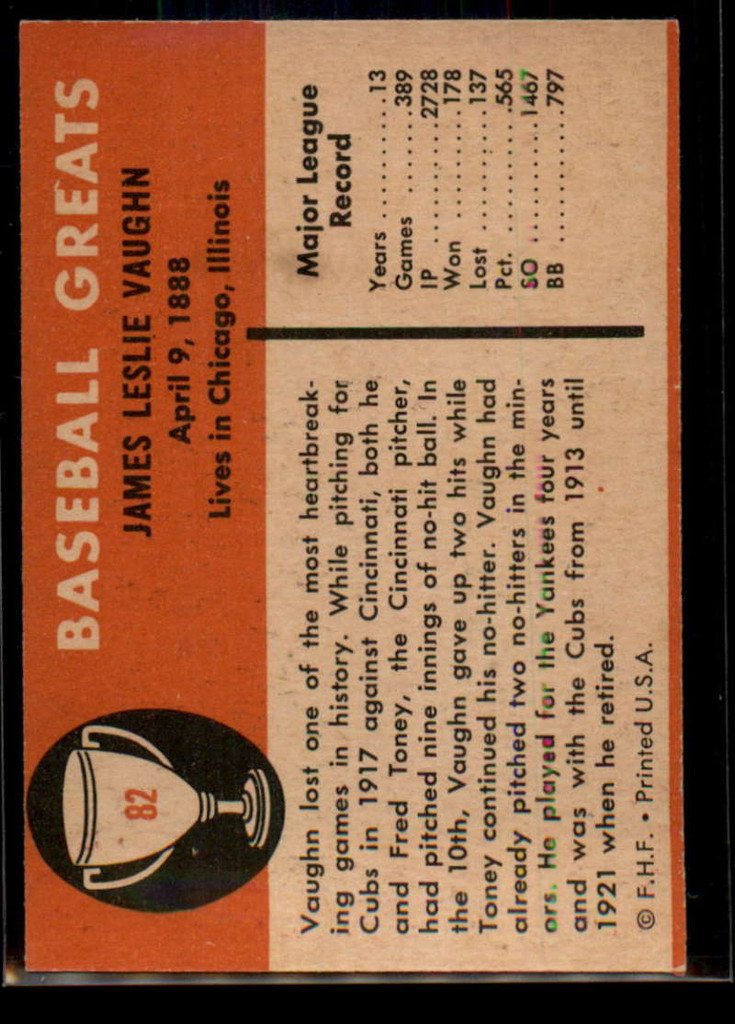 BASEBALL GREATS
JAMES LESLIE VAUGHN
April 9, 1888
Lives in Chicago, Illinois
82
Vaughn lost one of the most heartbreak-
ing games in history. While pitching for
Cubs in 1917 against Cincinnati, both he
and Fred Toney, the Cincinnati pitcher,
had pitched nine innings of no-hit ball. In
the 10th, Vaughn gave up two hits while
Toney continued his no-hitter. Vaughn had
already pitched two no-hitters in the min-
ors. He played for the Yankees four years
and was with the Cubs from 1913 until
1921 when he retired.
© F.H.F. • Printed U.S.A.
Major League
Record
Years ..........13
Games .......389
IP ..........2728
Won .........178
Lost .........137
Pct. .........565
SO .........1467
BB ..........797